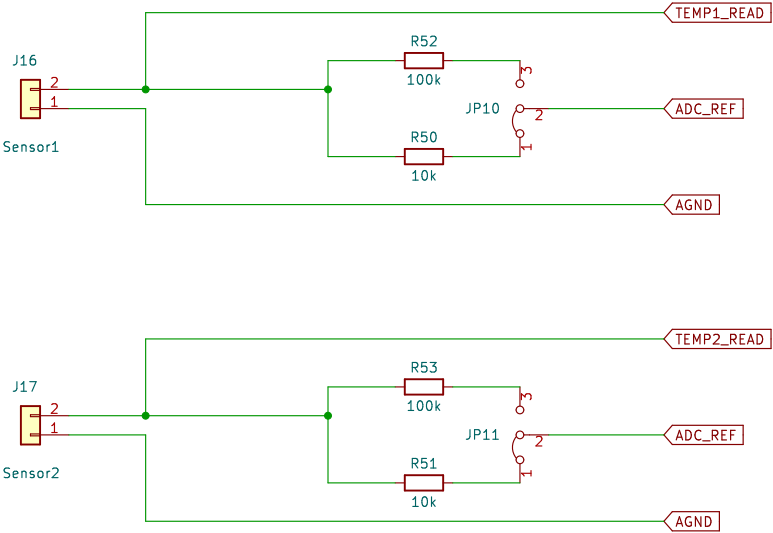 TEMP1_READ
R52
J16
3
100k
2
1
JP10
2
ADC_REF
R50
1
Sensor1
10k
AGND
TEMP2_READ
R53
J17
3
100k
2
1
JP11
2
ADC_REF
R51
1
Sensor2
10k
AGND